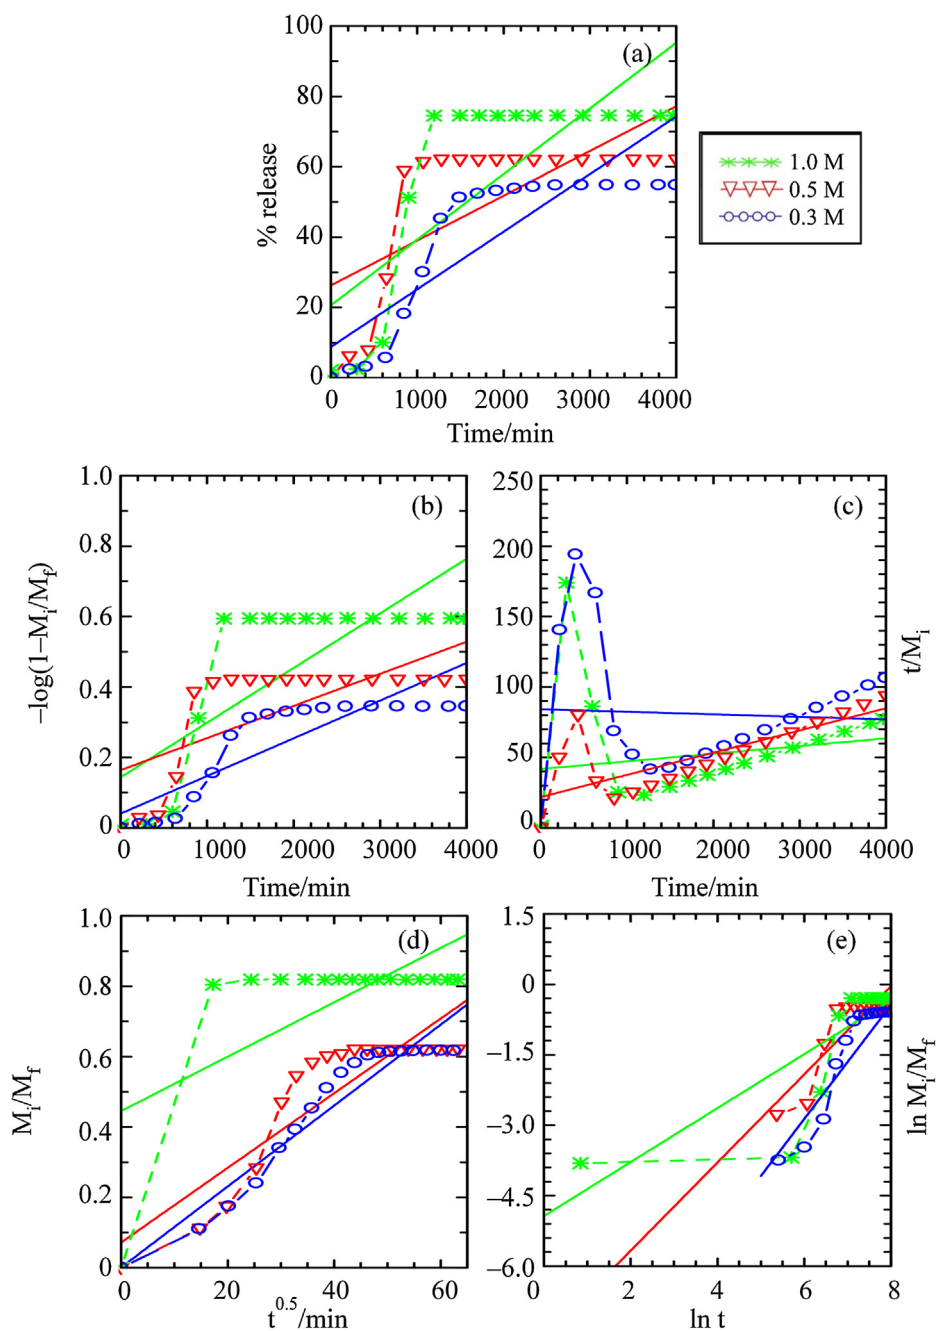 100
80
60
40
20
0
% release
(a)
0 1000 2000 3000 4000
Time/min
1.0 M
0.5 M
0.3 M
1.0
0.8
0.6
0.4
0.2
0
–log(1–Mi/Mf)
(b)
0 1000 2000 3000 4000
Time/min
250
200
150
100
50
0
t/Mi
(c)
0 1000 2000 3000 4000
Time/min
1.0
0.8
0.6
0.4
0.2
0
Mi/Mf
(d)
0 20 40 60
t^0.5/min
1.5
0
–1.5
–3.0
–4.5
–6.0
ln Mi/Mf
(e)
0 2 4 6 8
ln t